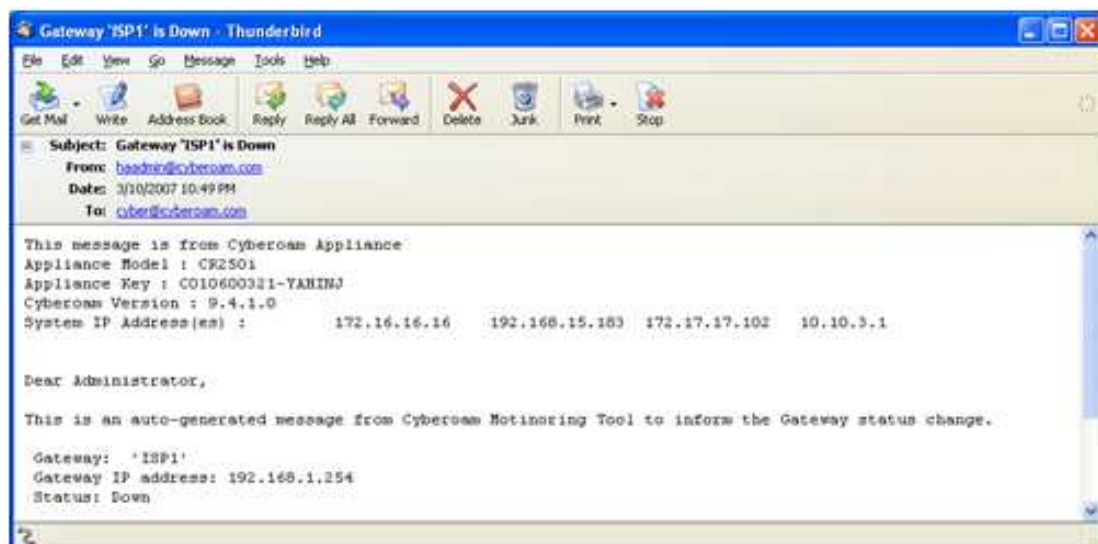 Gateway 'ISP1' is Down - Thunderbird
File Edit View Go Message Tools Help
Get Mail Write Address Book Reply Reply All Forward Delete Junk Print Stop
Subject: Gateway 'ISP1' is Down
From: haadmin@cyberoam.com
Date: 3/10/2007 10:49 PM
To: cyber@cyberoam.com
This message is from Cyberoam Appliance
Appliance Model : CR250i
Appliance Key : C010600321-YAHINJ
Cyberoam Version : 9.4.1.0
System IP Address(es) : 172.16.16.16 192.168.15.183 172.17.17.102 10.10.3.1
Dear Administrator,
This is an auto-generated message from Cyberoam Motinoring Tool to inform the Gateway status change.
Gateway: 'ISP1'
Gateway IP address: 192.168.1.254
Status: Down